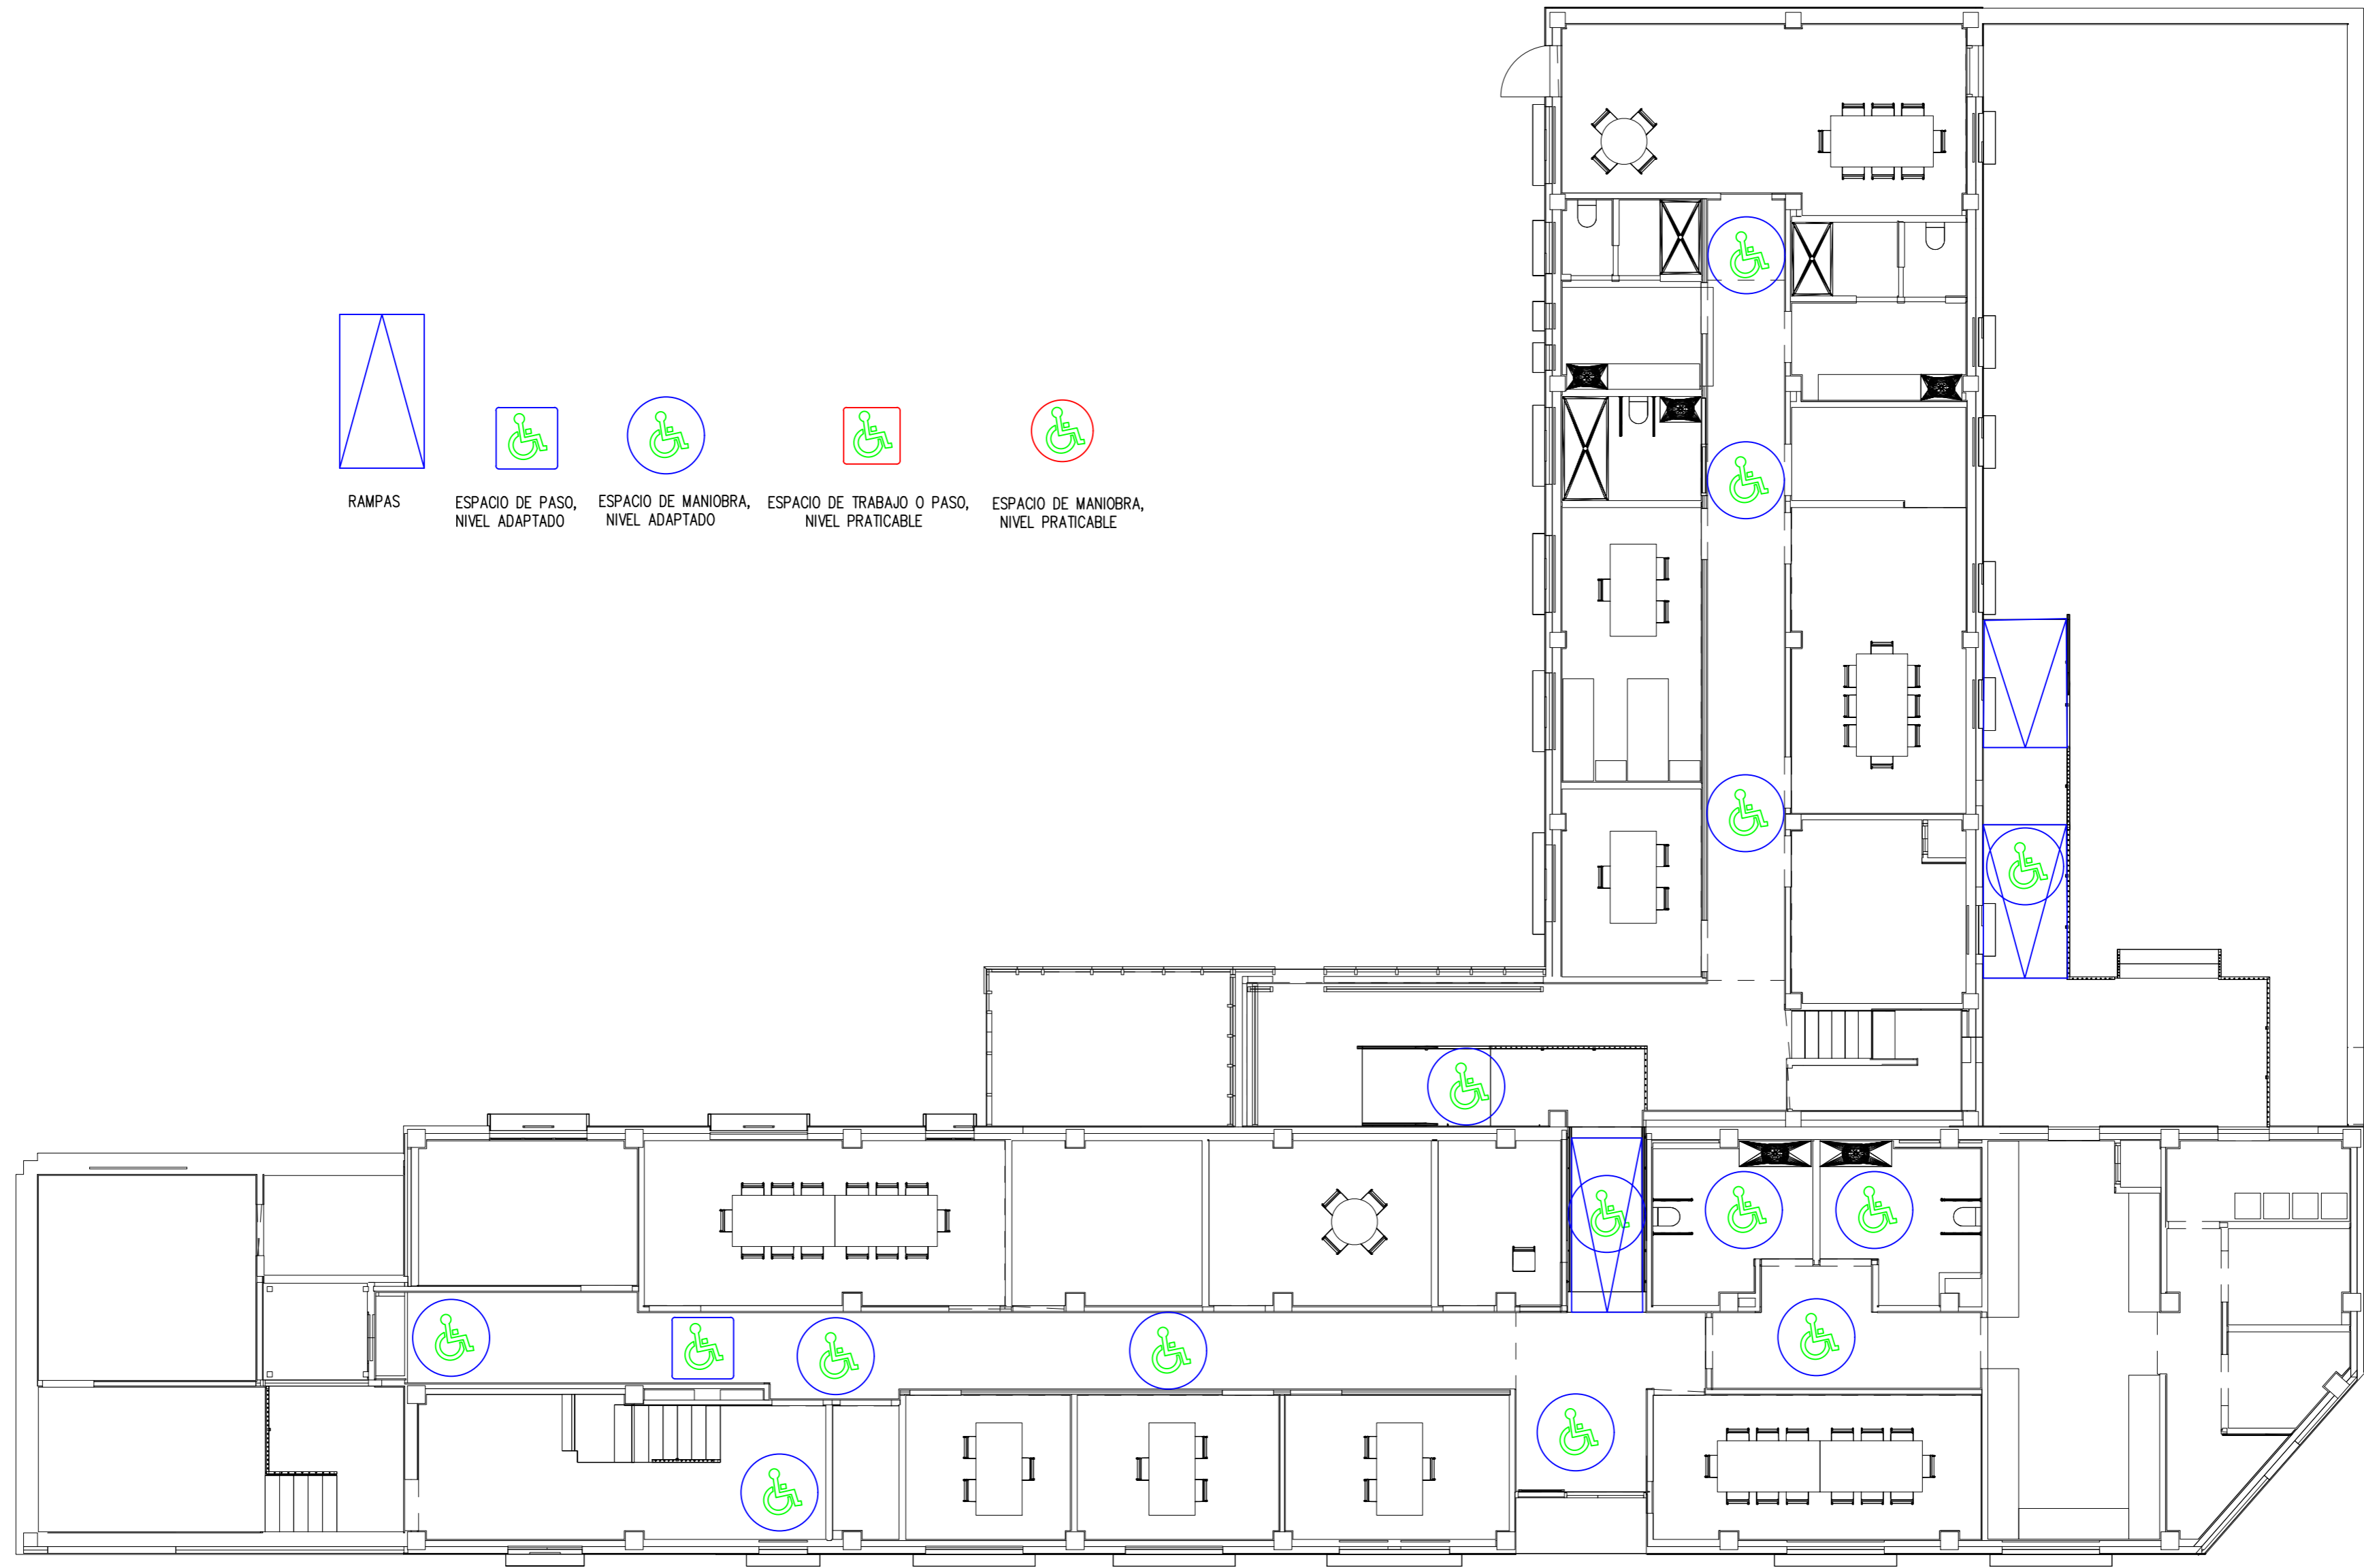 RAMPAS
ESPACIO DE PASO,
NIVEL ADAPTADO
ESPACIO DE MANIOBRA,
NIVEL ADAPTADO
ESPACIO DE TRABAJO O PASO,
NIVEL PRATICABLE
ESPACIO DE MANIOBRA,
NIVEL PRATICABLE